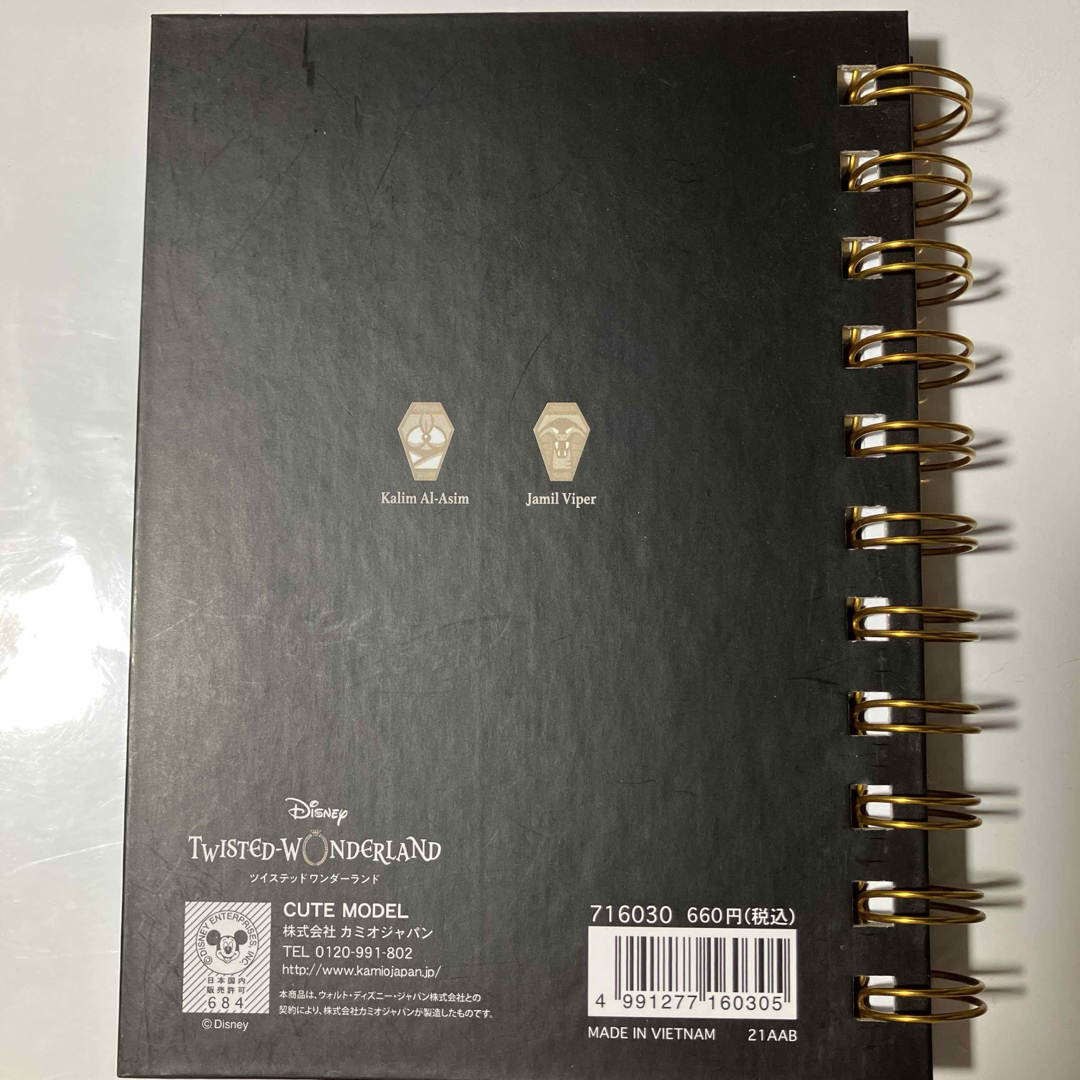 Kalim Al-Asim
Jamil Viper
Disney
TWISTED-WONDERLAND
ツイステッドワンダーランド
©DISNEY ENTERPRISES, INC.
日本国内
販売許可
684
©Disney
CUTE MODEL
株式会社 カミオジャパン
TEL 0120-991-802
http://www.kamiojapan.jp/
本商品は、ウォルト・ディズニー・ジャパン株式会社との
契約により、株式会社カミオジャパンが製造したものです。
716030 660円(税込)
4 991277 160305
MADE IN VIETNAM 21AAB